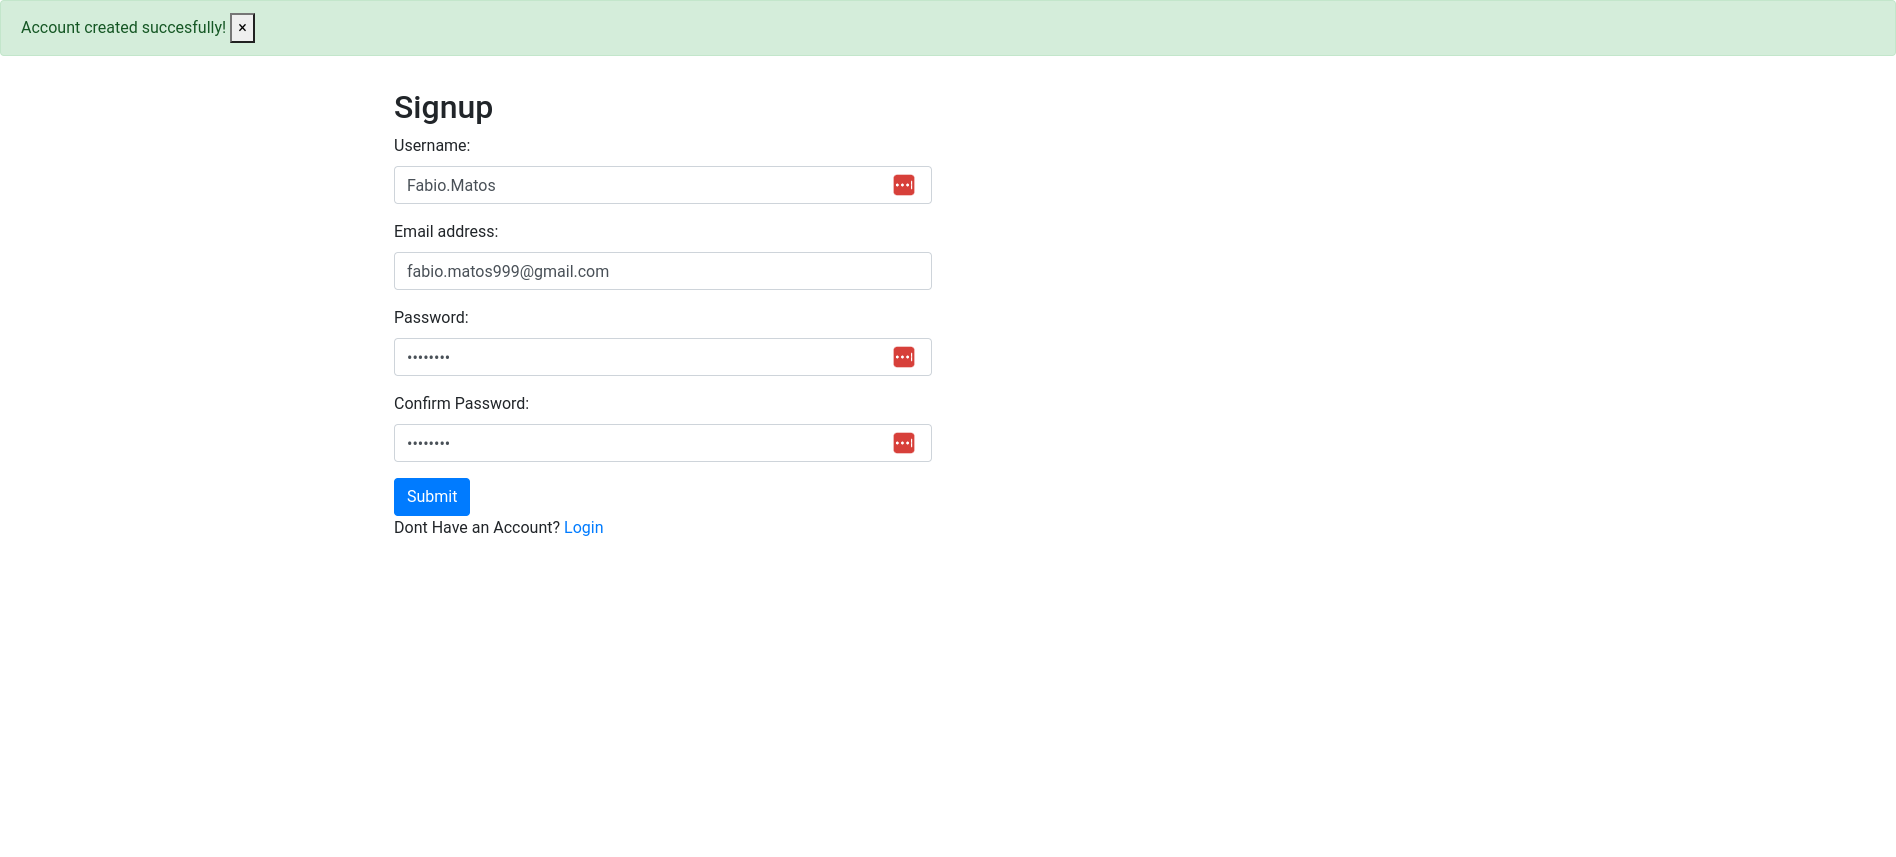 Account created succesfully! ×
Signup
Username:
Fabio.Matos
Email address:
fabio.matos999@gmail.com
Password:
••••••••
Confirm Password:
••••••••
Submit
Dont Have an Account? Login